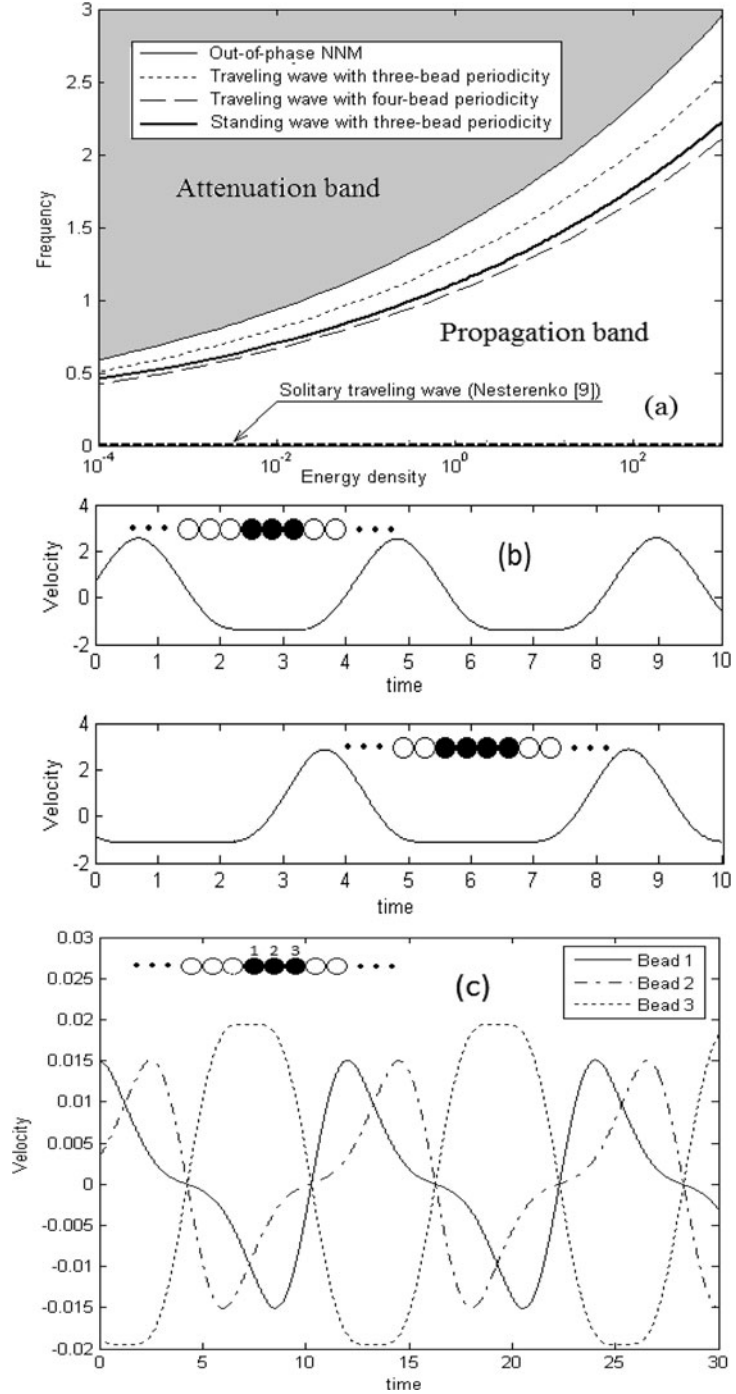 3
2.5
2
1.5
1
0.5
0
Frequency
Out-of-phase NNM
Traveling wave with three-bead periodicity
Traveling wave with four-bead periodicity
Standing wave with three-bead periodicity
Attenuation band
Propagation band
Solitary traveling wave (Nesterenko [9])
(a)
10^-4 10^-2 10^0 10^2
Energy density
4
2
0
-2
Velocity
(b)
0 1 2 3 4 5 6 7 8 9 10
time
4
2
0
-2
Velocity
0 1 2 3 4 5 6 7 8 9 10
time
0.03
0.025
0.02
0.015
0.01
0.005
0
-0.005
-0.01
-0.015
-0.02
Velocity
1 2 3
(c)
Bead 1
Bead 2
Bead 3
0 5 10 15 20 25 30
time